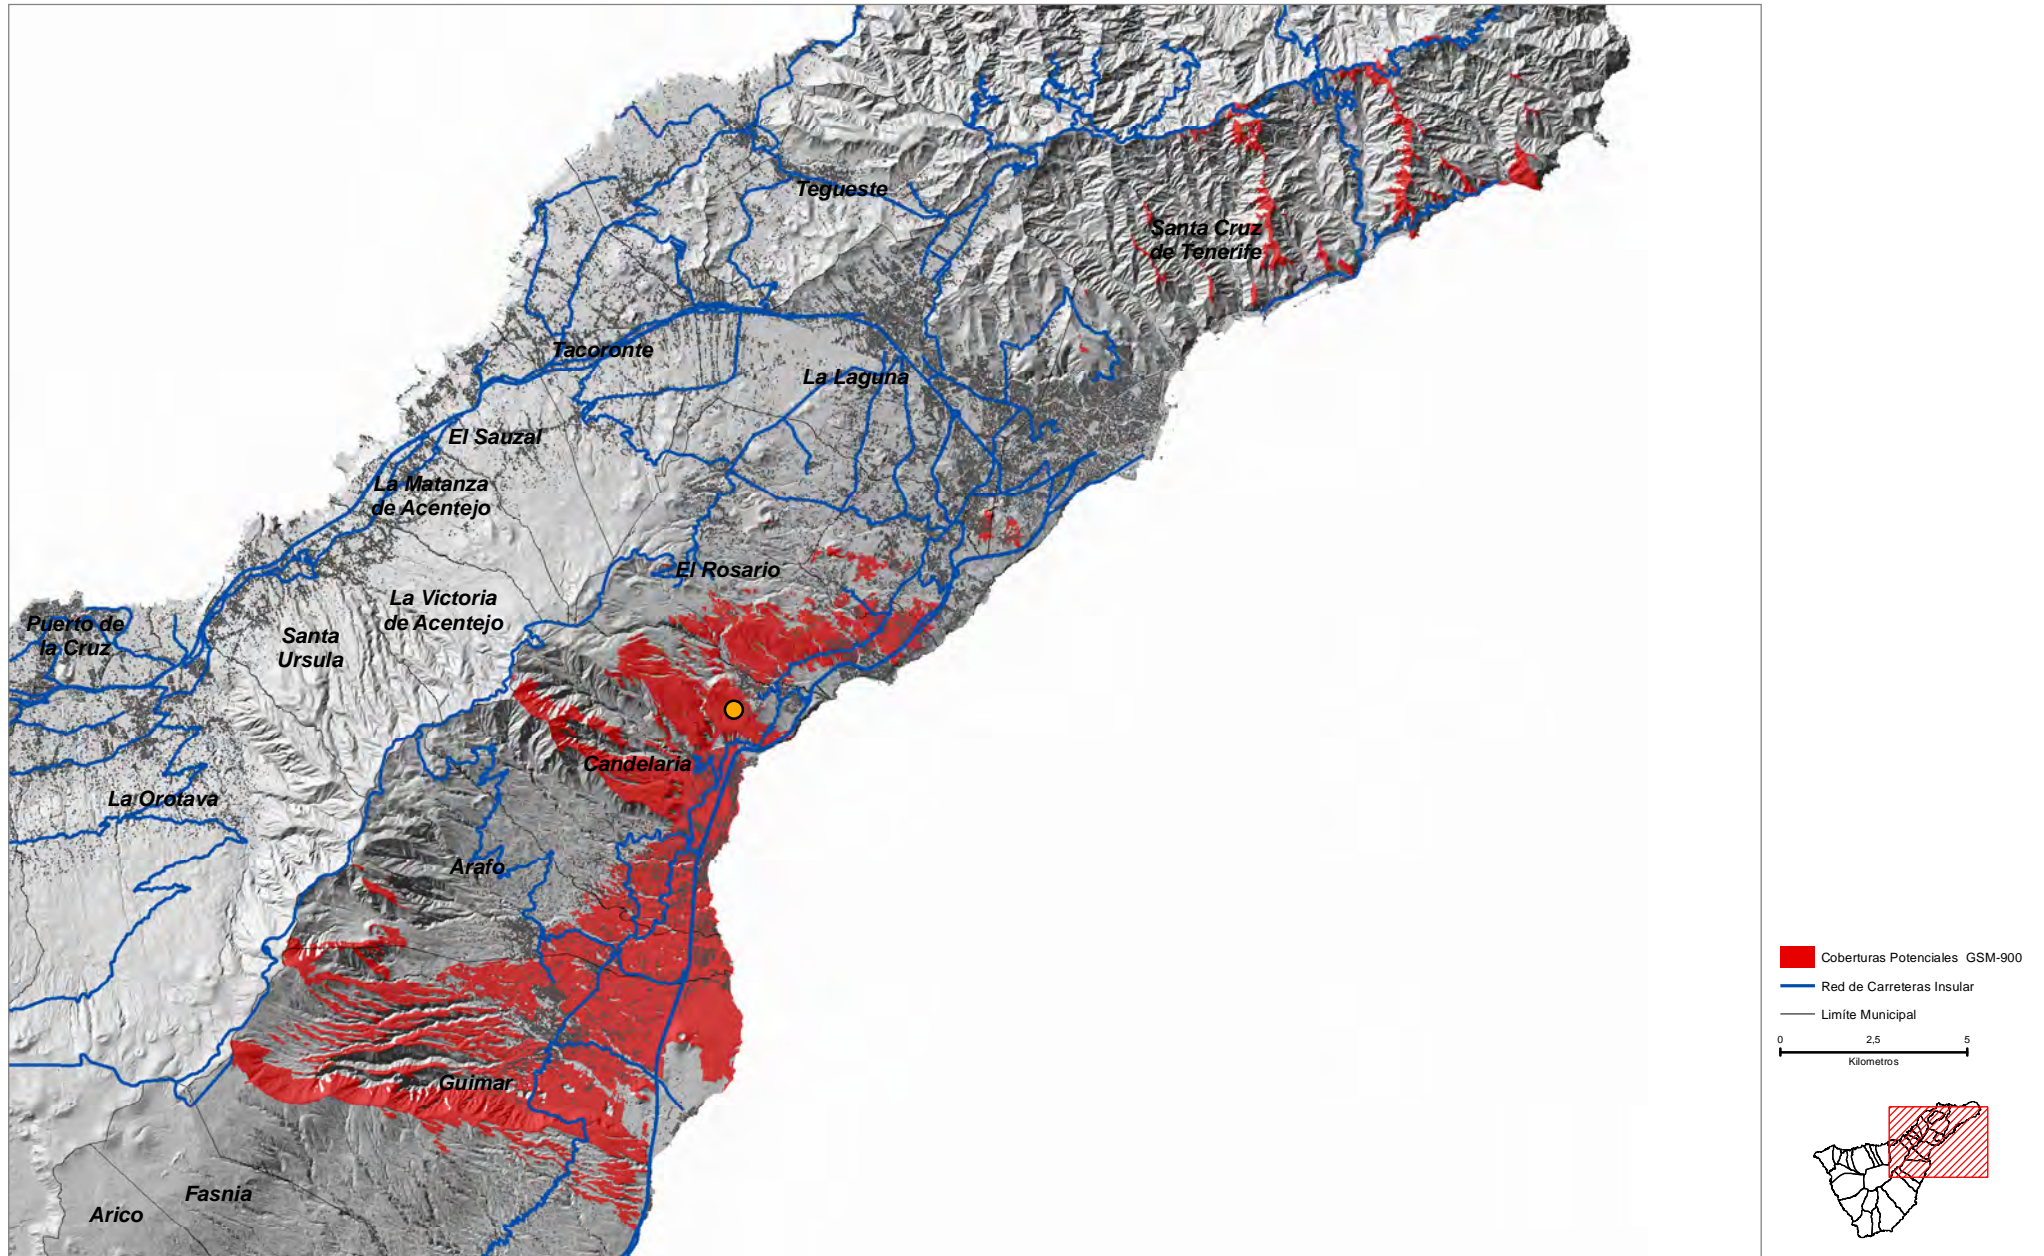 Tegueste
Santa Cruz
de Tenerife
Tacoronte
La Laguna
El Sauzal
La Matanza
de Acentejo
El Rosario
La Victoria
de Acentejo
Puerto de
la Cruz
Santa
Ursula
Candelaria
La Orotava
Arafo
Guimar
Fasnia
Arico
Coberturas Potenciales GSM-900
Red de Carreteras Insular
Limíte Municipal
0 2,5 5
Kilometros